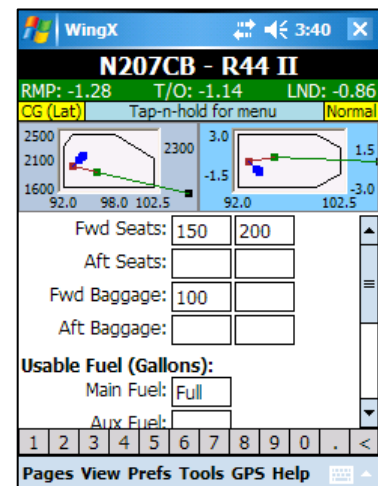 WingX 3:40
N207CB - R44 II
RMP: -1.28 T/O: -1.14 LND: -0.86
CG (Lat) Tap-n-hold for menu Normal
2500 2300 3.0 1.5
2100 -1.5
1600 -3.0
92.0 98.0 102.5 92.0 102.5
Fwd Seats: 150 200
Aft Seats:
Fwd Baggage: 100
Aft Baggage:
Usable Fuel (Gallons):
Main Fuel: Full
Aux Fuel:
1 2 3 4 5 6 7 8 9 0 . <
Pages View Prefs Tools GPS Help